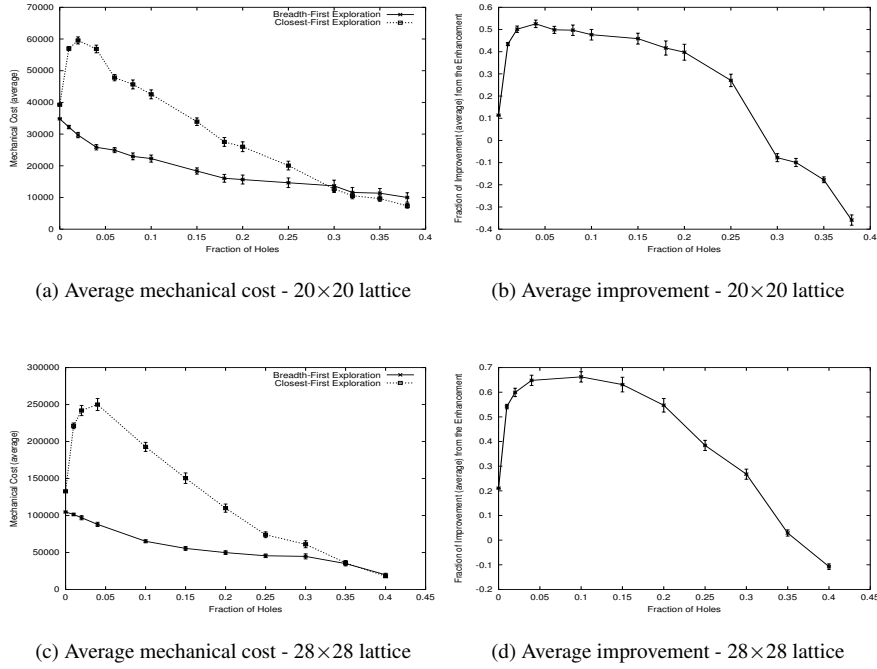 70000
60000
50000
40000
30000
20000
10000
0
Mechanical Cost (average)
Breadth-First Exploration
Closest-First Exploration
0 0.05 0.1 0.15 0.2 0.25 0.3 0.35 0.4
Fraction of Holes
(a) Average mechanical cost - 20×20 lattice
0.6
0.5
0.4
0.3
0.2
0.1
0
-0.1
-0.2
-0.3
-0.4
Fraction of Improvement (average) from the Enhancement
0 0.05 0.1 0.15 0.2 0.25 0.3 0.35 0.4
Fraction of Holes
(b) Average improvement - 20×20 lattice
300000
250000
200000
150000
100000
50000
0
Mechanical Cost (average)
Breadth-First Exploration
Closest-First Exploration
0 0.05 0.1 0.15 0.2 0.25 0.3 0.35 0.4 0.45
Fraction of Holes
(c) Average mechanical cost - 28×28 lattice
0.7
0.6
0.5
0.4
0.3
0.2
0.1
0
-0.1
-0.2
Fraction of Improvement (average) from the Enhancement
0 0.05 0.1 0.15 0.2 0.25 0.3 0.35 0.4 0.45
Fraction of Holes
(d) Average improvement - 28×28 lattice